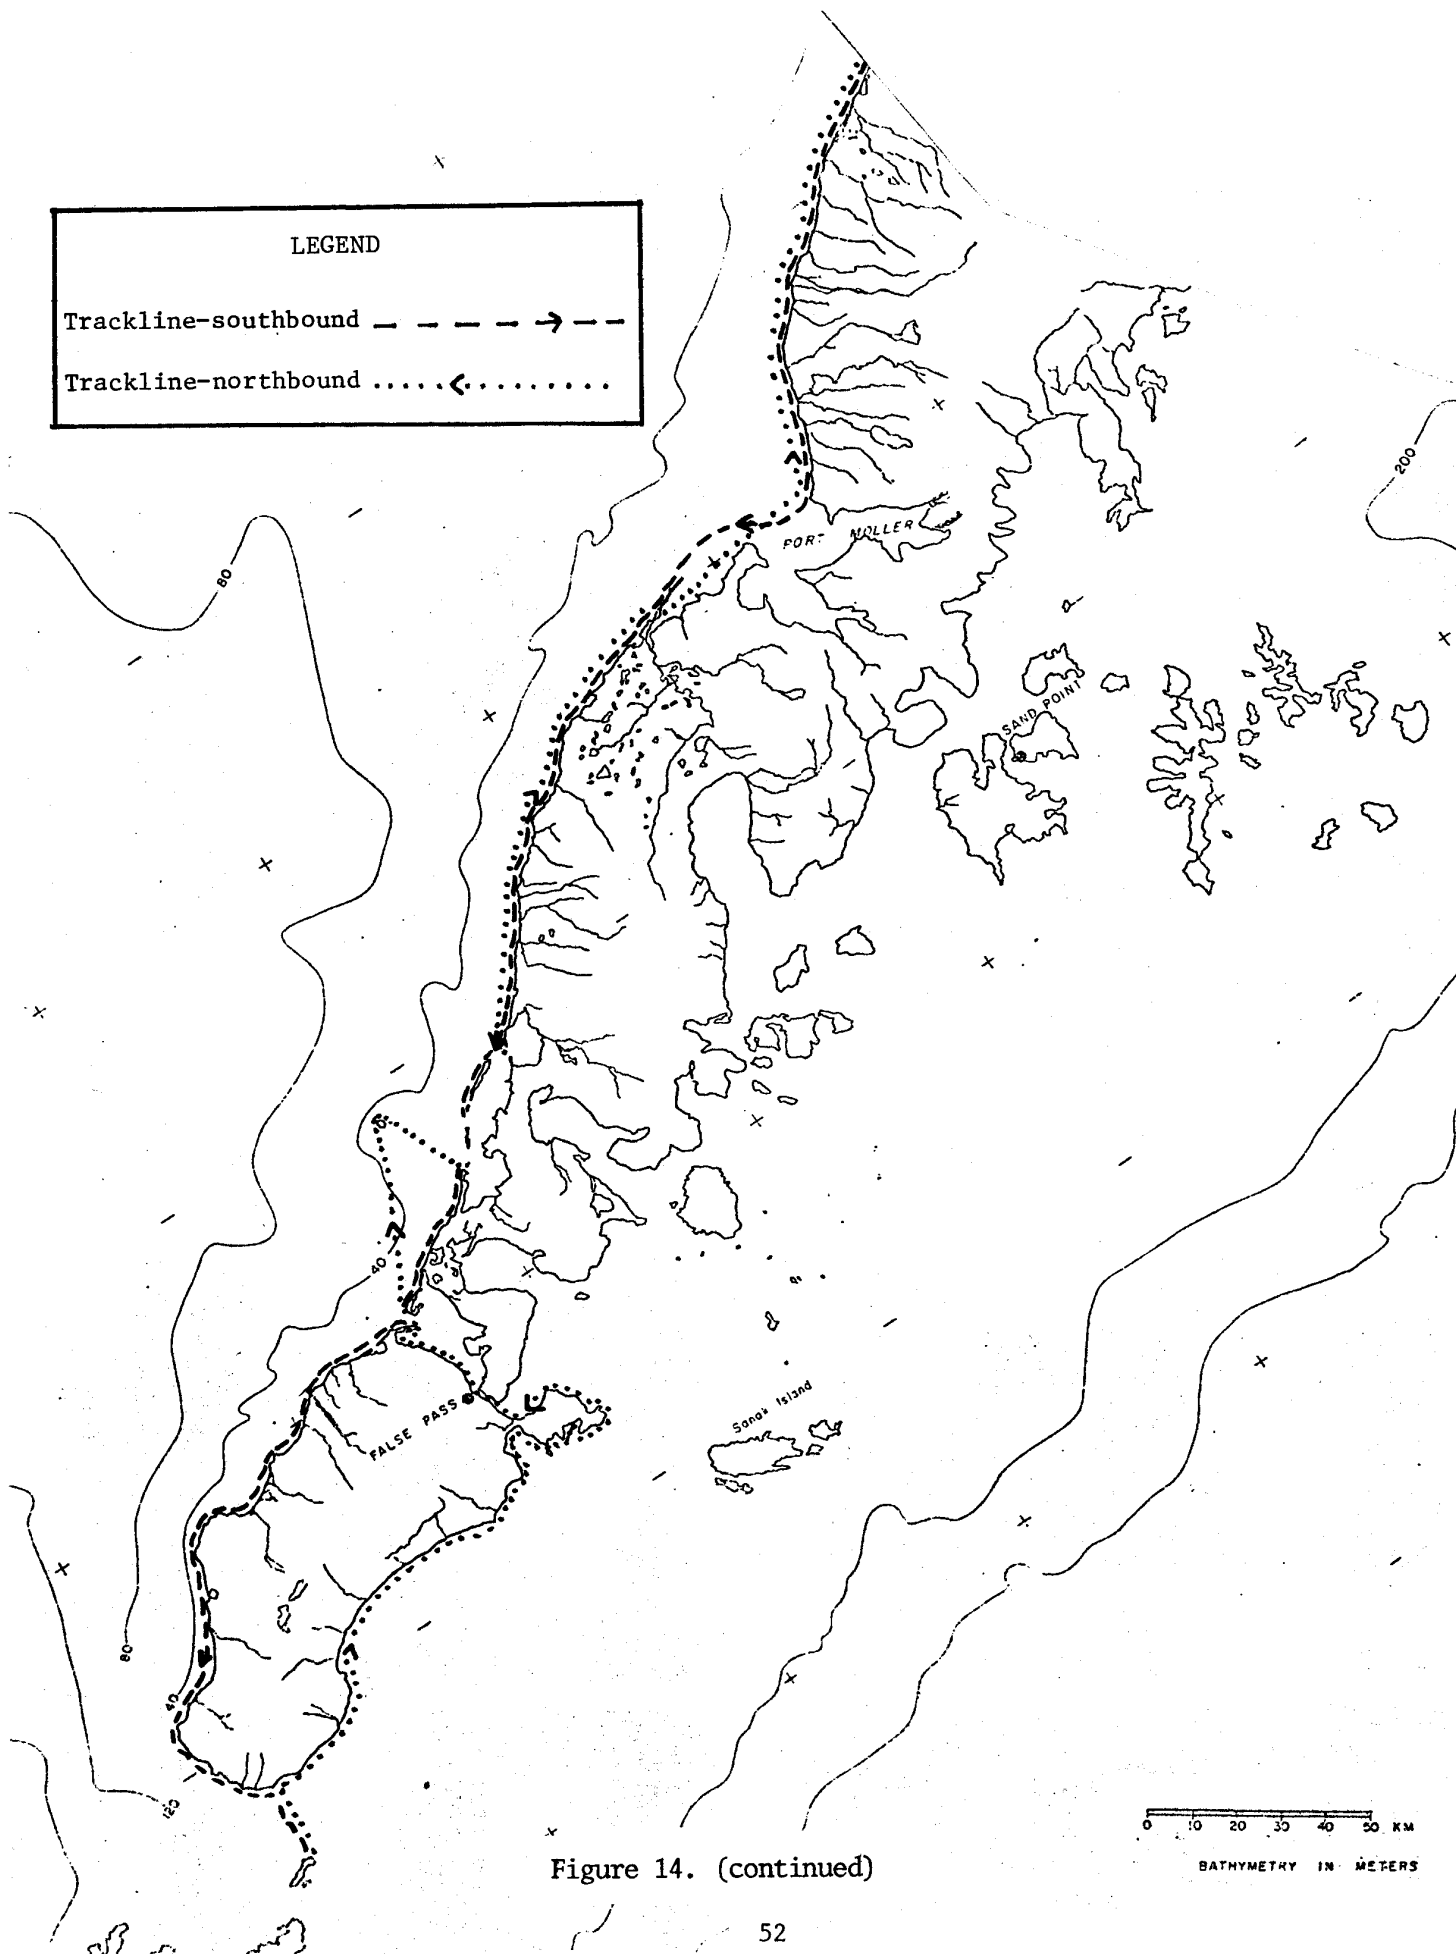 LEGEND
Trackline-southbound
Trackline-northbound
200
80
PORT MOLLER
SAND POINT
40
FALSE PASS
Sanak Island
80
40
120
0 10 20 30 40 50 KM
BATHYMETRY IN METERS
Figure 14. (continued)
52